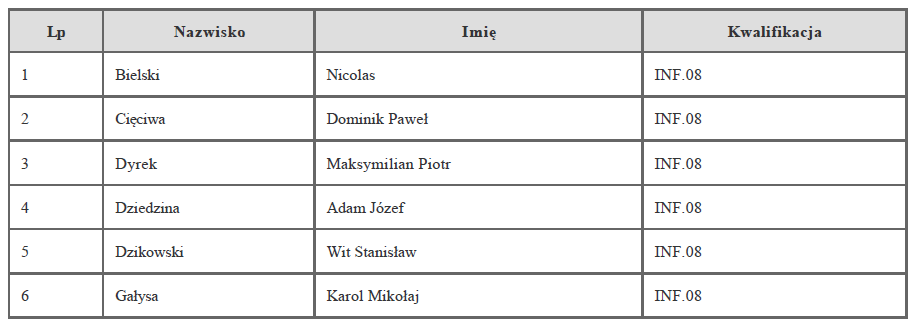 Lp Nazwisko Imię Kwalifikacja
1 Bielski Nicolas INF.08
2 Cięciwa Dominik Paweł INF.08
3 Dyrek Maksymilian Piotr INF.08
4 Dziedzina Adam Józef INF.08
5 Dzikowski Wit Stanisław INF.08
6 Gałysa Karol Mikołaj INF.08